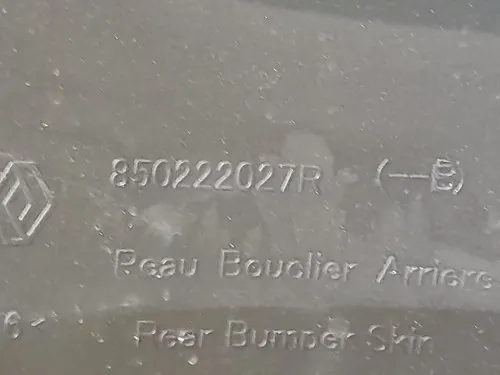 850222027R (--E)
Peau Bouclier Arriere
Rear Bumper Skin